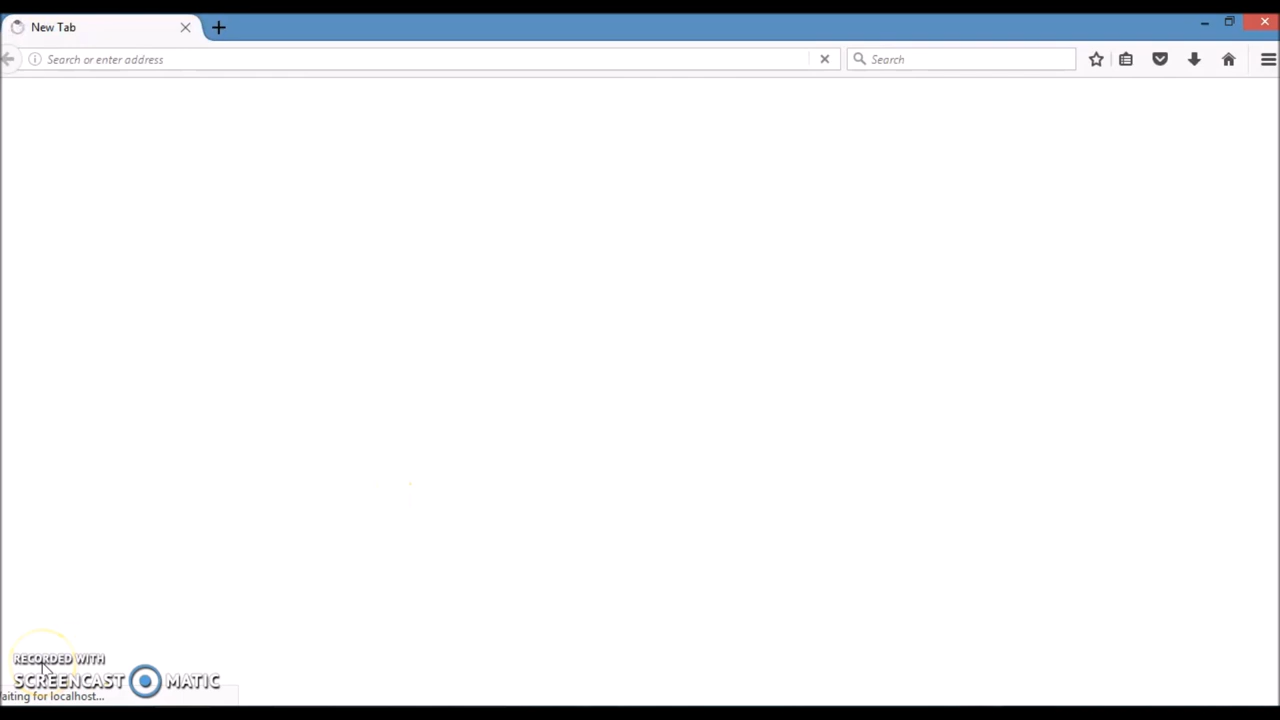 New Tab
Search or enter address
Search
RECORDED WITH
SCREENCAST MATIC
aiting for localhost...